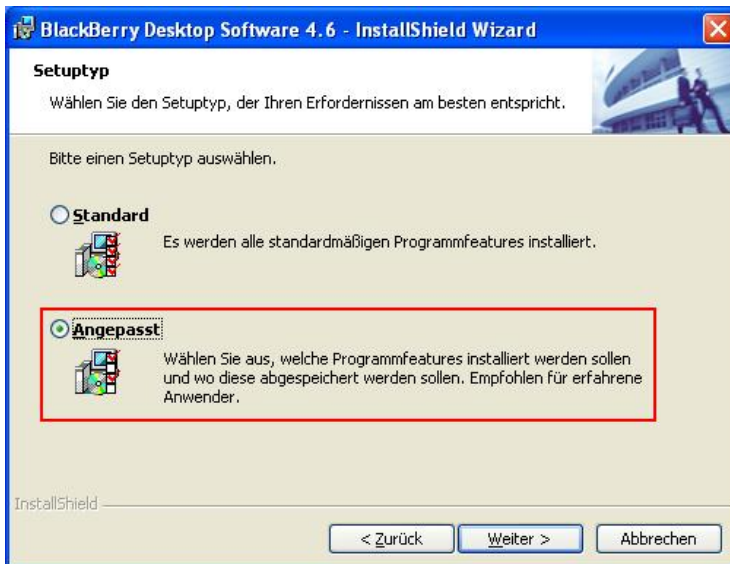 BlackBerry Desktop Software 4.6 - InstallShield Wizard
Setuptyp
Wählen Sie den Setuptyp, der Ihren Erfordernissen am besten entspricht.
Bitte einen Setuptyp auswählen.
Standard
Es werden alle standardmäßigen Programmfeatures installiert.
Angepasst
Wählen Sie aus, welche Programmfeatures installiert werden sollen
und wo diese abgespeichert werden sollen. Empfohlen für erfahrene
Anwender.
InstallShield
< Zurück
Weiter >
Abbrechen